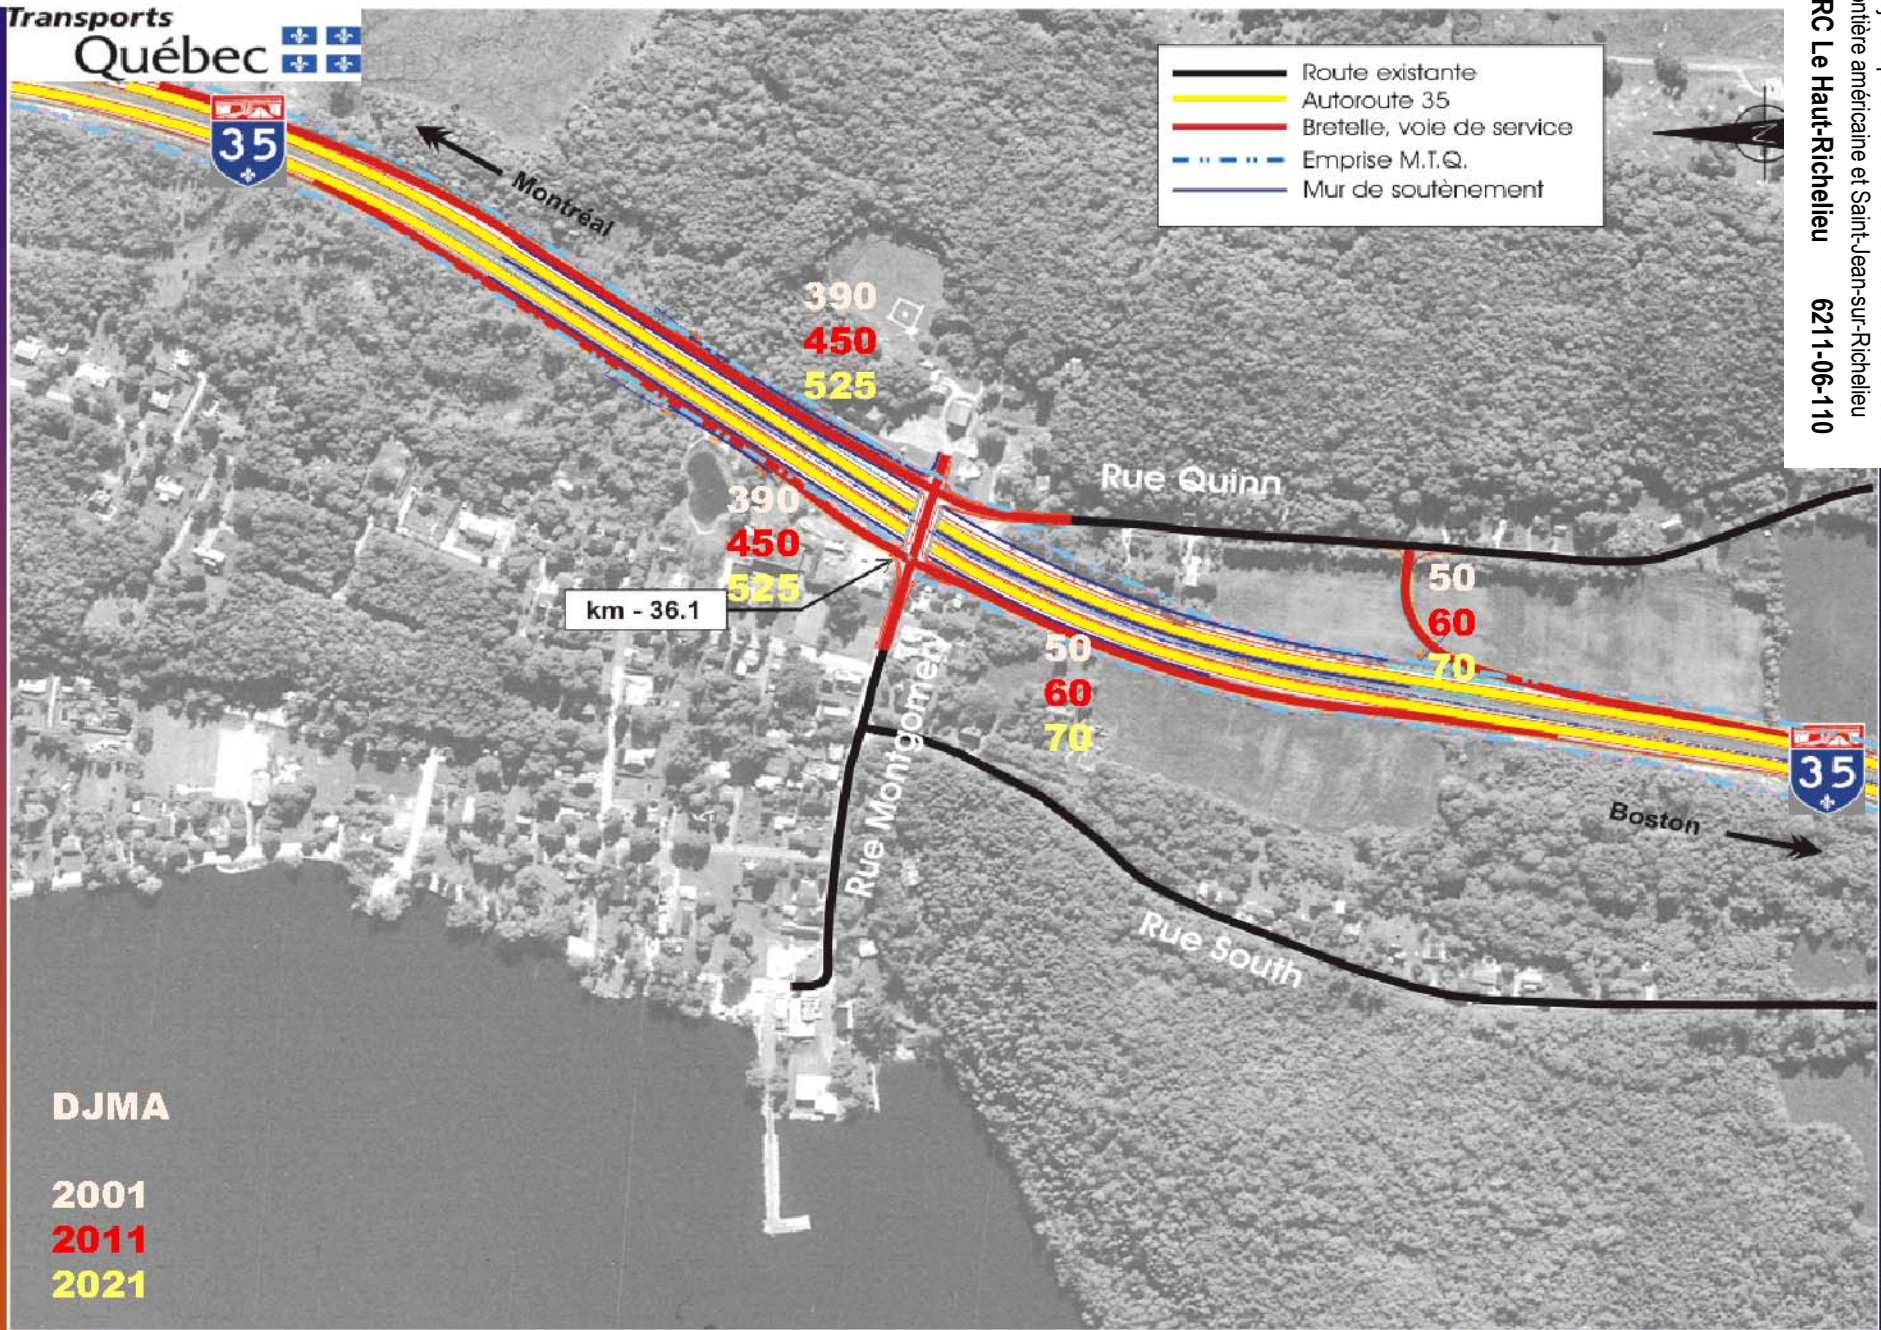 Transports
Québec
35
Montréal
Route existante
Autoroute 35
Bretelle, voie de service
Emprise M.T.Q.
Mur de soutènement
N
ontière américaine et Saint-Jean-sur-Richelieu
RC Le Haut-Richelieu 6211-06-110
390
450
525
390
450
525
km - 36.1
Rue Quinn
50
60
70
50
60
70
35
Boston
Rue Montgomery
Rue South
DJMA
2001
2011
2021